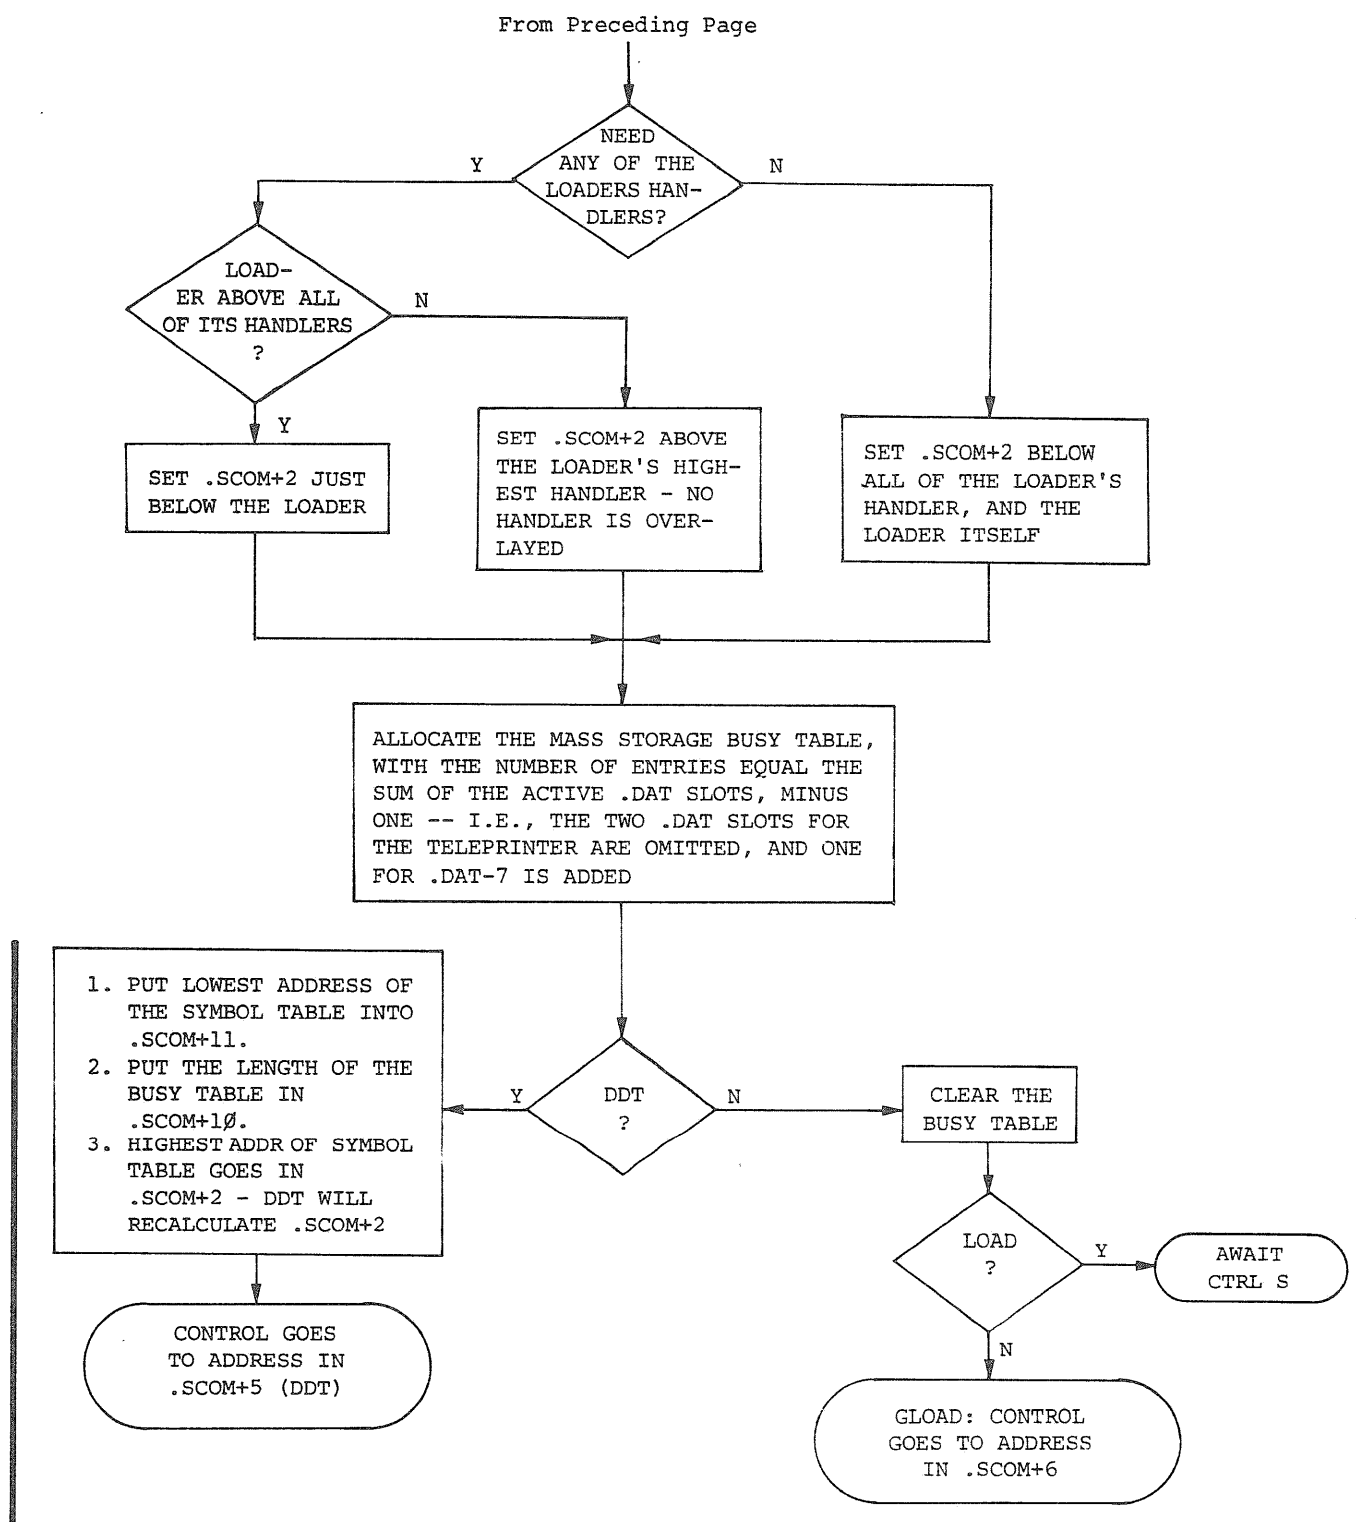 From Preceding Page
NEED
ANY OF THE
LOADERS HAN-
DLERS?
Y
N
LOAD-
ER ABOVE ALL
OF ITS HANDLERS
?
N
Y
SET .SCOM+2 JUST
BELOW THE LOADER
SET .SCOM+2 ABOVE
THE LOADER'S HIGH-
EST HANDLER - NO
HANDLER IS OVER-
LAYED
SET .SCOM+2 BELOW
ALL OF THE LOADER'S
HANDLER, AND THE
LOADER ITSELF
ALLOCATE THE MASS STORAGE BUSY TABLE,
WITH THE NUMBER OF ENTRIES EQUAL THE
SUM OF THE ACTIVE .DAT SLOTS, MINUS
ONE -- I.E., THE TWO .DAT SLOTS FOR
THE TELEPRINTER ARE OMITTED, AND ONE
FOR .DAT-7 IS ADDED
1. PUT LOWEST ADDRESS OF
THE SYMBOL TABLE INTO
.SCOM+11.
2. PUT THE LENGTH OF THE
BUSY TABLE IN
.SCOM+1Ø.
3. HIGHEST ADDR OF SYMBOL
TABLE GOES IN
.SCOM+2 - DDT WILL
RECALCULATE .SCOM+2
Y
DDT
?
N
CLEAR THE
BUSY TABLE
LOAD
?
Y
AWAIT
CTRL S
N
CONTROL GOES
TO ADDRESS IN
.SCOM+5 (DDT)
GLOAD: CONTROL
GOES TO ADDRESS
IN .SCOM+6